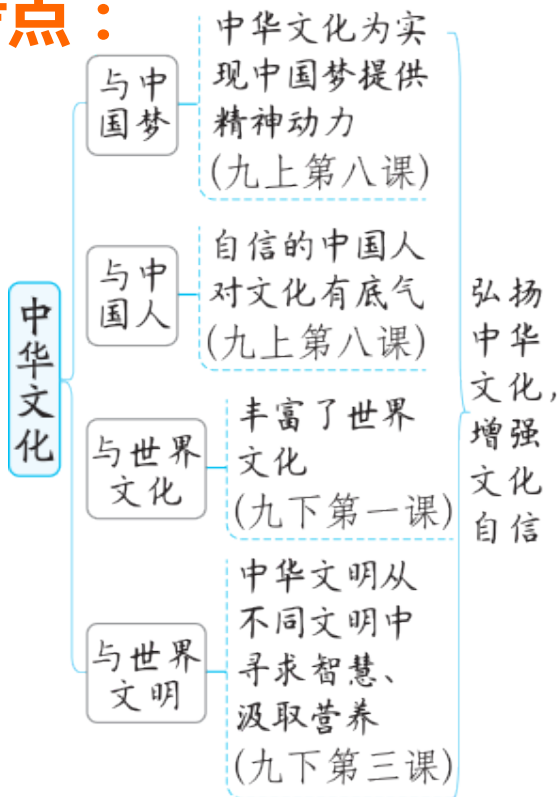 点：
与中
国梦
中华文化为实
现中国梦提供
精神动力
(九上第八课)
与中
国人
自信的中国人
对文化有底气
(九上第八课)
中华文化
与世界
文化
丰富了世界
文化
(九下第一课)
与世界
文明
中华文明从
不同文明中
寻求智慧、
汲取营养
(九下第三课)
弘扬
中华
文化，
增强
文化
自信